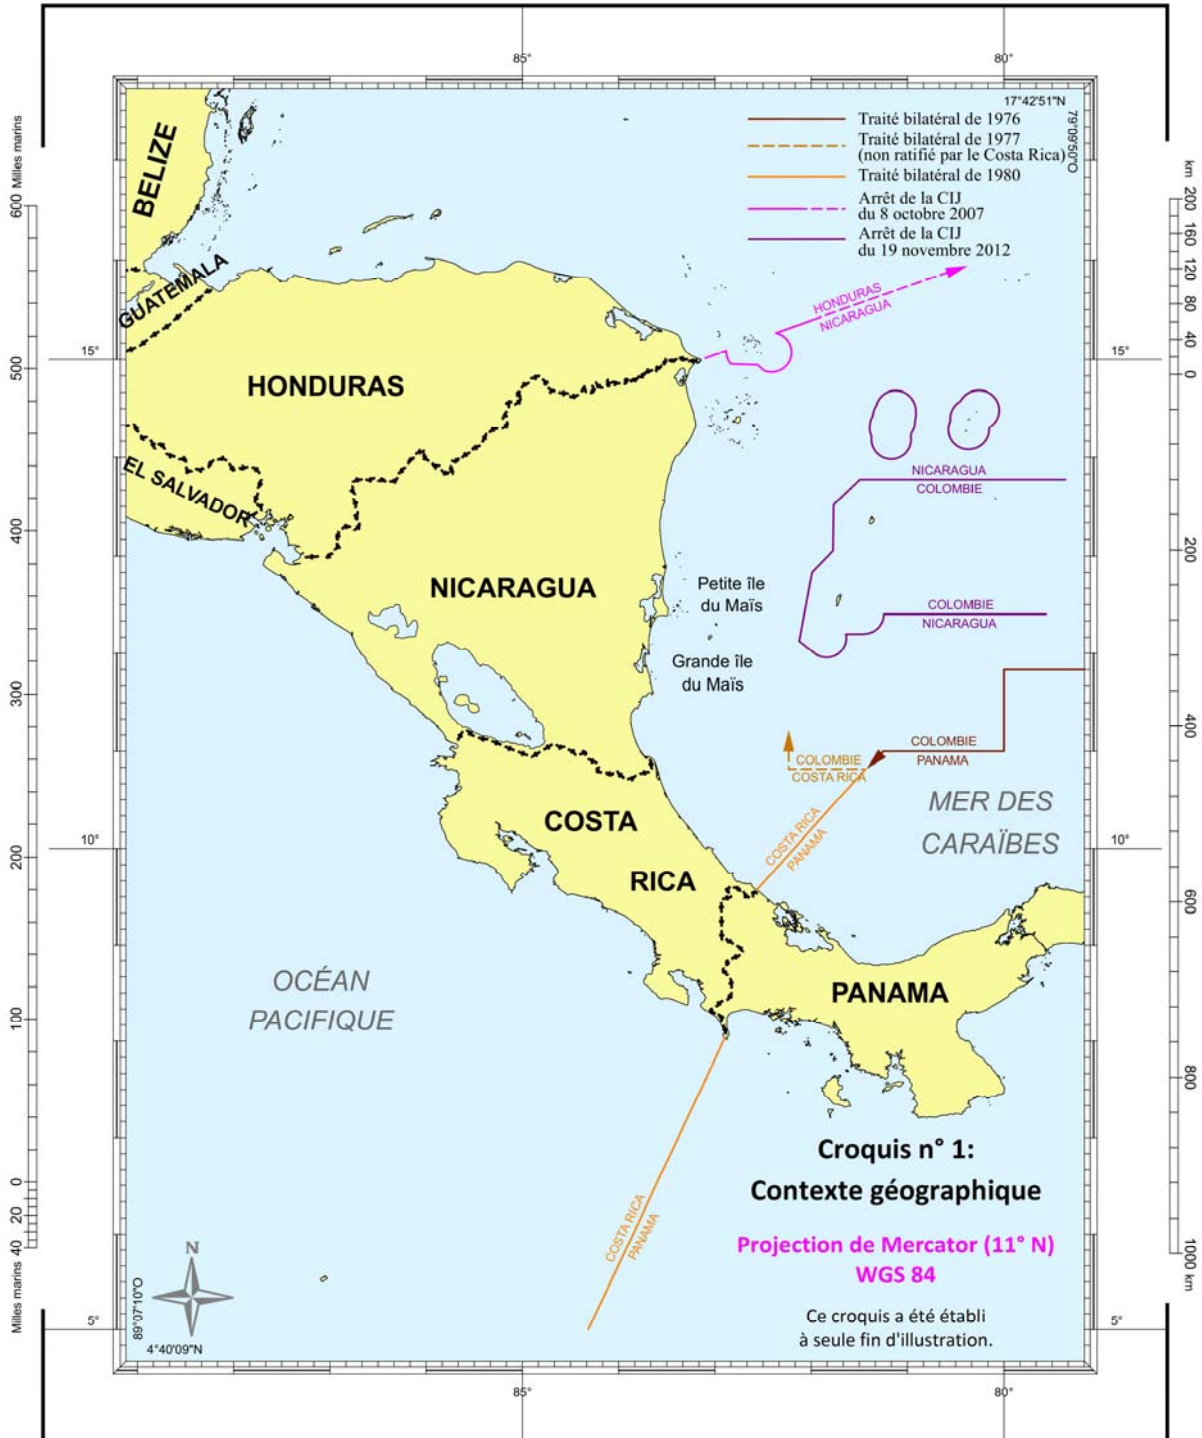 85°
80°
17°42'51"N
79°09'50"O
Traité bilatéral de 1976
Traité bilatéral de 1977
(non ratifié par le Costa Rica)
Traité bilatéral de 1980
Arrêt de la CIJ
du 8 octobre 2007
Arrêt de la CIJ
du 19 novembre 2012
Milles marins
600
500
400
300
200
100
0
20
40
Milles marins
km
200
160
120
80
40
0
200
400
600
800
1000 km
BELIZE
GUATEMALA
HONDURAS
NICARAGUA
15°
15°
HONDURAS
EL SALVADOR
NICARAGUA
COLOMBIE
NICARAGUA
Petite île
du Maïs
COLOMBIE
NICARAGUA
Grande île
du Maïs
COLOMBIE
PANAMA
COLOMBIE
COSTA RICA
COSTA RICA
PANAMA
MER DES
CARAÏBES
10°
10°
COSTA
RICA
OCÉAN
PACIFIQUE
PANAMA
COSTA RICA
PANAMA
Croquis n° 1:
Contexte géographique
Projection de Mercator (11° N)
WGS 84
Ce croquis a été établi
à seule fin d'illustration.
N
89°07'10"O
4°40'09"N
5°
5°
85°
80°